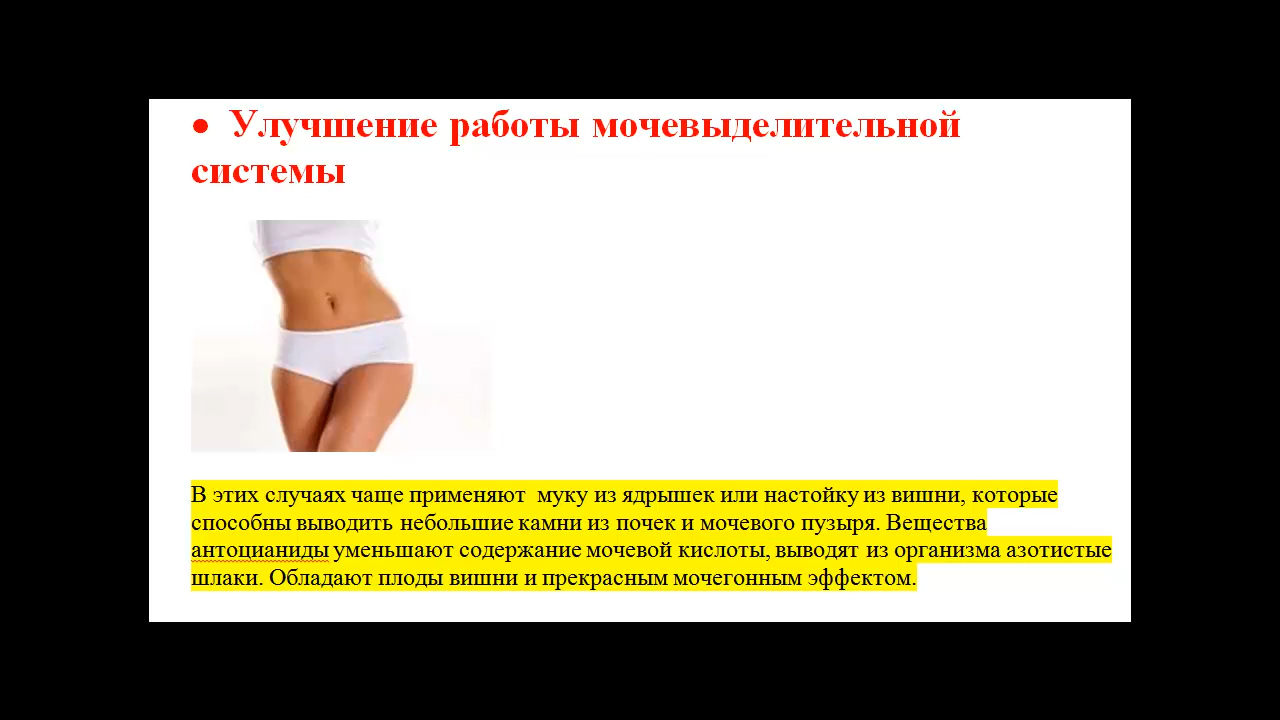 • Улучшение работы мочевыделительной
системы
В этих случаях чаще применяют муку из ядрышек или настойку из вишни, которые
способны выводить небольшие камни из почек и мочевого пузыря. Вещества
антоцианиды уменьшают содержание мочевой кислоты, выводят из организма азотистые
шлаки. Обладают плоды вишни и прекрасным мочегонным эффектом.